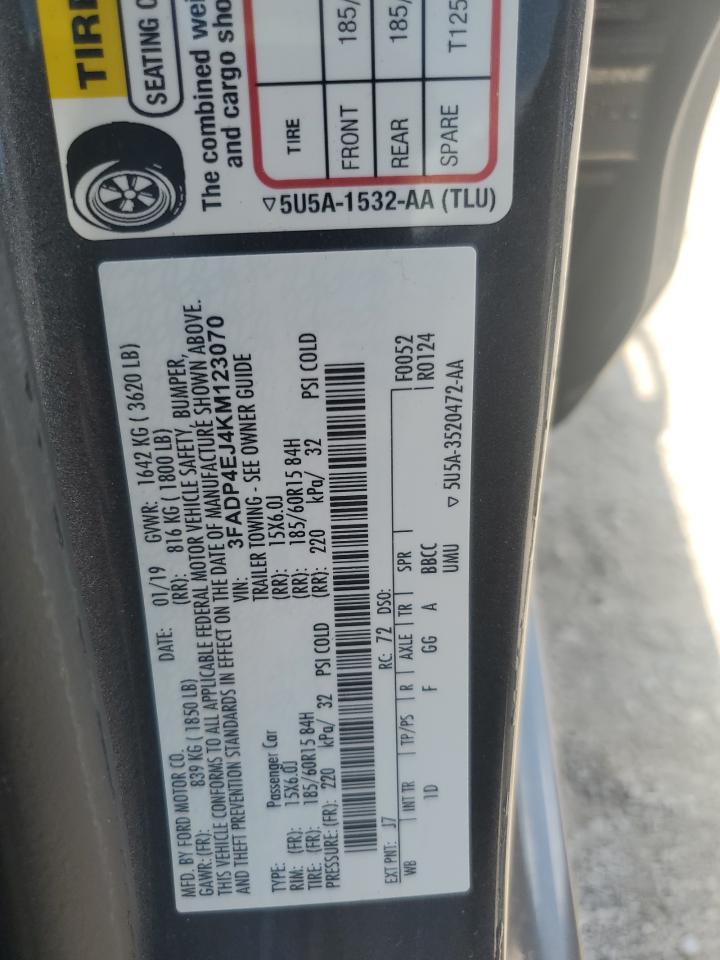 TIRE
SEATING C
The combined wei
and cargo sho
TIRE
FRONT 185/
REAR 185/
SPARE T125
▽5U5A-1532-AA (TLU)
MFD. BY FORD MOTOR CO. DATE: 01/19 GVWR: 1642 KG ( 3620 LB)
GAWR: (FR): 839 KG ( 1850 LB) (RR): 816 KG ( 1800 LB)
THIS VEHICLE CONFORMS TO ALL APPLICABLE FEDERAL MOTOR VEHICLE SAFETY, BUMPER,
AND THEFT PREVENTION STANDARDS IN EFFECT ON THE DATE OF MANUFACTURE SHOWN ABOVE.
VIN: 3FADP4EJ4KM123070
TYPE: Passenger Car TRAILER TOWING - SEE OWNER GUIDE
RIM: (FR): 15X6.0J (RR): 15X6.0J
TIRE: (FR): 185/60R15 84H (RR): 185/60R15 84H
PRESSURE: (FR): 220 kPa/ 32 PSI COLD (RR): 220 kPa/ 32 PSI COLD
EXT PNT: J7 RC: 72 DSO: F0052
WB INT TR TP/PS R AXLE TR SPR R0124
1D F GG A BBCC
UMU ▽ 5U5A-3520472-AA